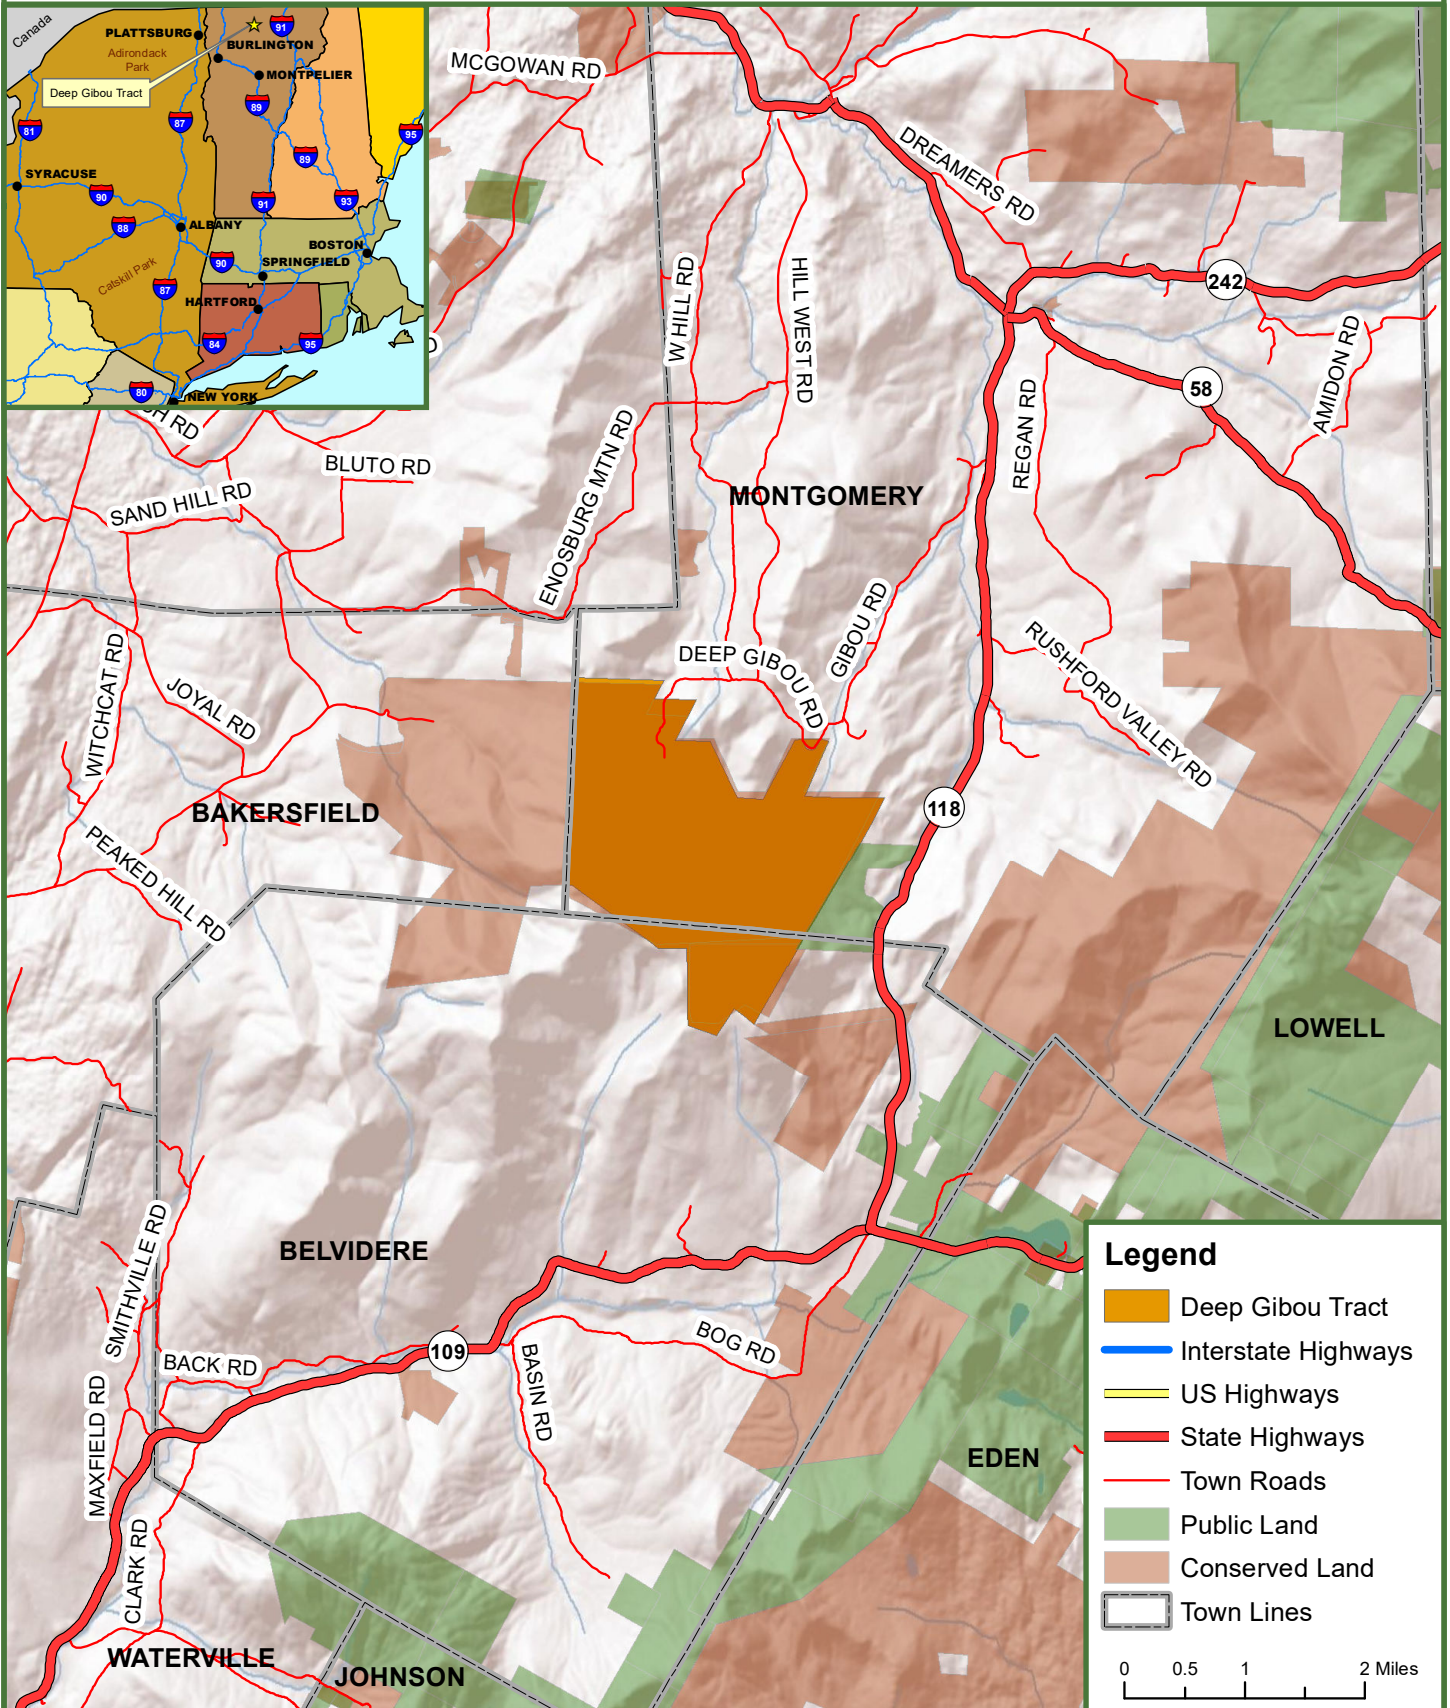 Canada
PLATTSBURG
91
BURLINGTON
Adirondack
Park
MONTPELIER
Deep Gibou Tract
89
81
87
95
89
SYRACUSE
90
91
93
88
ALBANY
BOSTON
90
SPRINGFIELD
Catskill Park
87
HARTFORD
84
95
80
NEW YORK
MCGOWAN RD
DREAMERS RD
242
W HILL RD
HILL WEST RD
AMIDON RD
58
REGAN RD
CH RD
BLUTO RD
SAND HILL RD
ENOSBURG MTN RD
MONTGOMERY
GIBOU RD
DEEP GIBOU RD
RUSHFORD VALLEY RD
WITCHCAT RD
JOYAL RD
BAKERSFIELD
118
PEAKED HILL RD
LOWELL
SMITHVILLE RD
BELVIDERE
BACK RD
109
BASIN RD
BOG RD
MAXFIELD RD
EDEN
CLARK RD
WATERVILLE
JOHNSON
Legend
Deep Gibou Tract
Interstate Highways
US Highways
State Highways
Town Roads
Public Land
Conserved Land
Town Lines
0 0.5 1 2 Miles